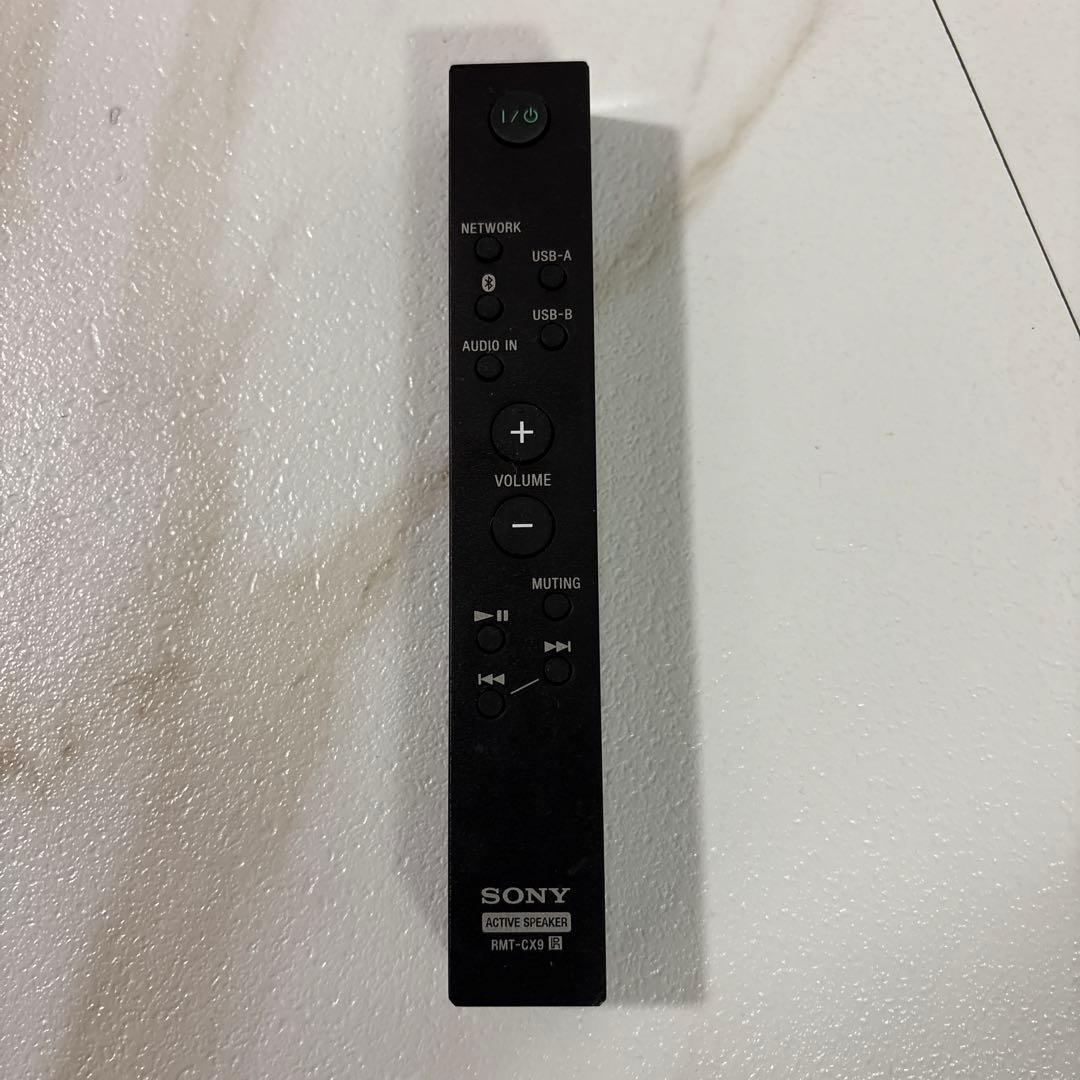 I/⏻
NETWORK
USB-A
USB-B
AUDIO IN
+
VOLUME
−
MUTING
SONY
ACTIVE SPEAKER
RMT-CX9